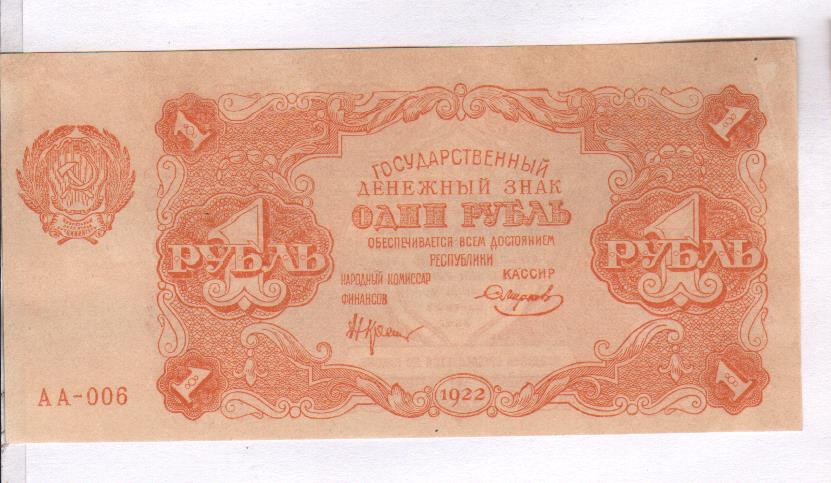 1
1
ГОСУДАРСТВЕННЫЙ
ДЕНЕЖНЫЙ ЗНАК
ОДИН РУБЛЬ
1 РУБЛЬ
1 РУБЛЬ
ОБЕСПЕЧИВАЕТСЯ ВСЕМ ДОСТОЯНИЕМ
РЕСПУБЛИКИ
НАРОДНЫЙ КОМИССАР
ФИНАНСОВ
КАССИР
АА-006
1
1922
1